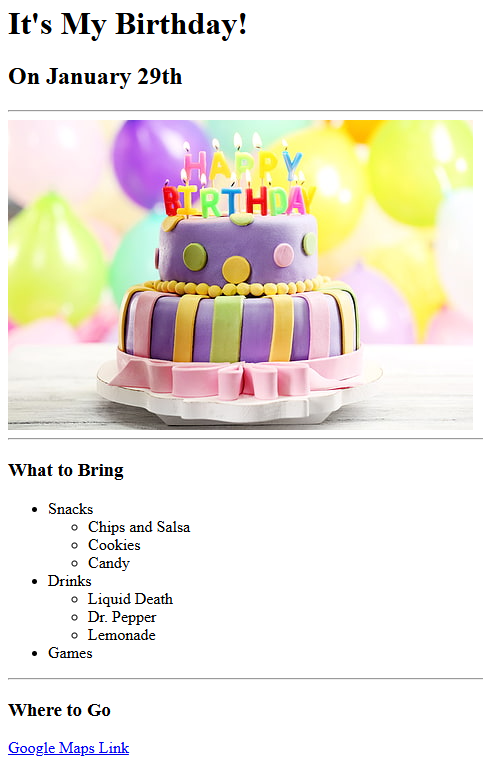 It's My Birthday!
On January 29th
HAPPY
BIRTHDAY
What to Bring
Snacks
Chips and Salsa
Cookies
Candy
Drinks
Liquid Death
Dr. Pepper
Lemonade
Games
Where to Go
Google Maps Link